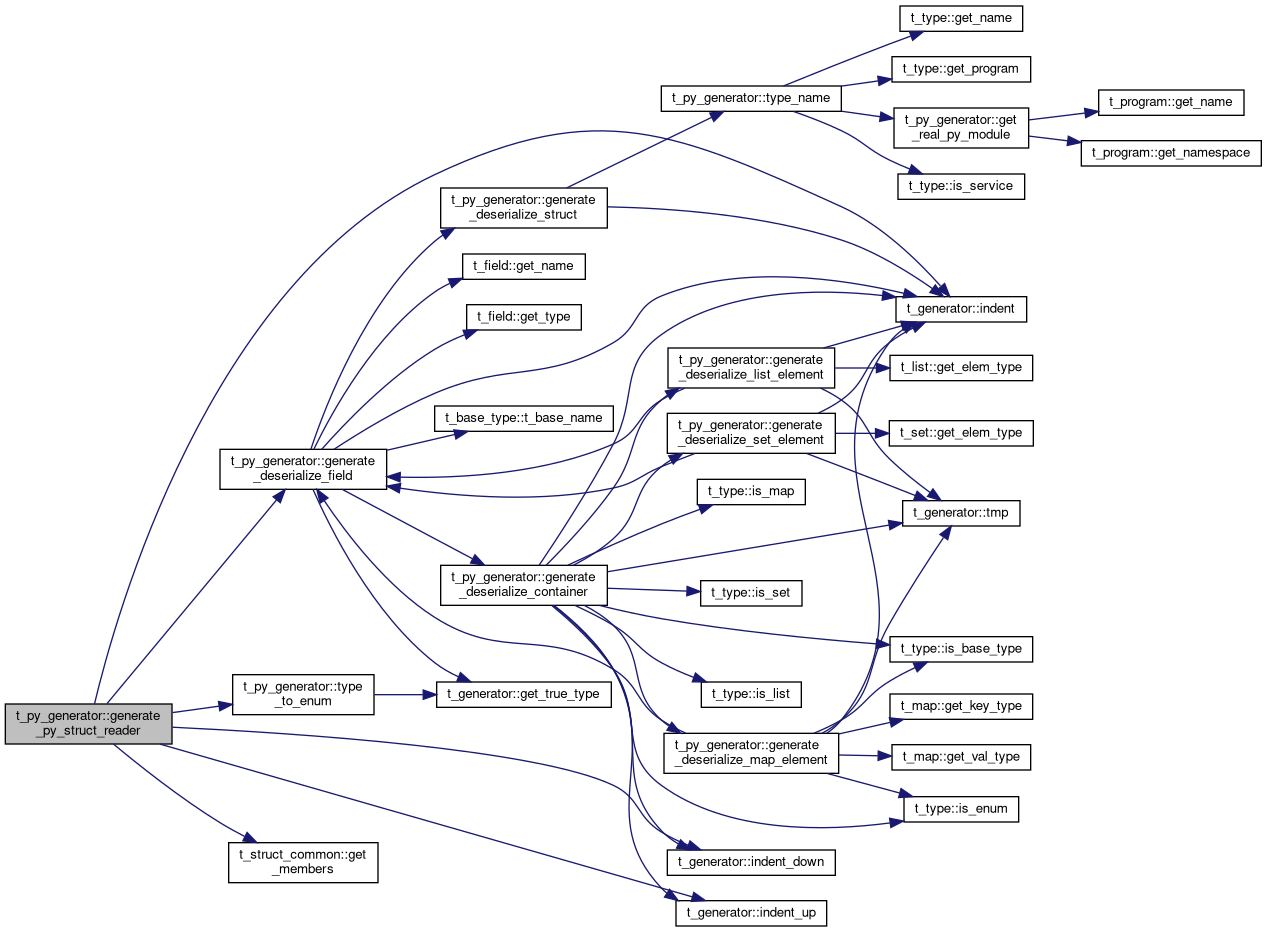 t_type::get_name
t_type::get_program
t_py_generator::type_name
t_program::get_name
t_py_generator::get
_real_py_module
t_program::get_namespace
t_type::is_service
t_py_generator::generate
_deserialize_struct
t_field::get_name
t_generator::indent
t_field::get_type
t_py_generator::generate
_deserialize_list_element
t_list::get_elem_type
t_base_type::t_base_name
t_py_generator::generate
_deserialize_set_element
t_set::get_elem_type
t_py_generator::generate
_deserialize_field
t_type::is_map
t_generator::tmp
t_py_generator::generate
_deserialize_container
t_type::is_set
t_type::is_base_type
t_py_generator::type
_to_enum
t_generator::get_true_type
t_type::is_list
t_map::get_key_type
t_py_generator::generate
_py_struct_reader
t_py_generator::generate
_deserialize_map_element
t_map::get_val_type
t_type::is_enum
t_struct_common::get
_members
t_generator::indent_down
t_generator::indent_up